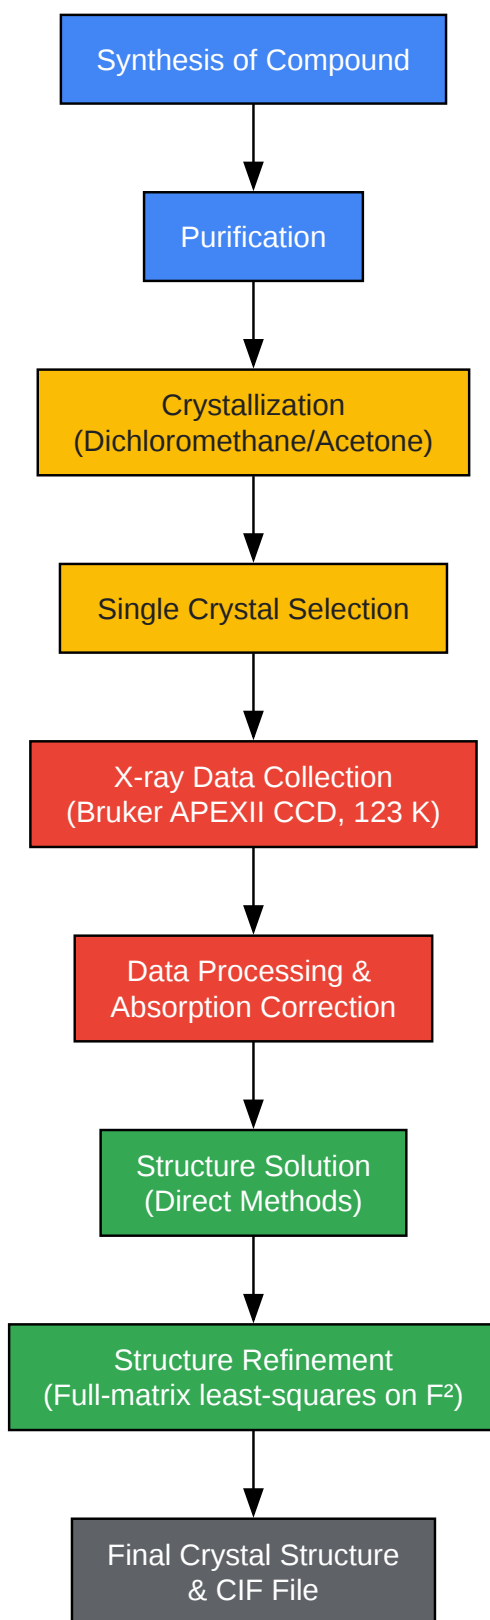 Synthesis of Compound
Purification
Crystallization
(Dichloromethane/Acetone)
Single Crystal Selection
X-ray Data Collection
(Bruker APEXII CCD, 123 K)
Data Processing &
Absorption Correction
Structure Solution
(Direct Methods)
Structure Refinement
(Full-matrix least-squares on F²)
Final Crystal Structure
& CIF File